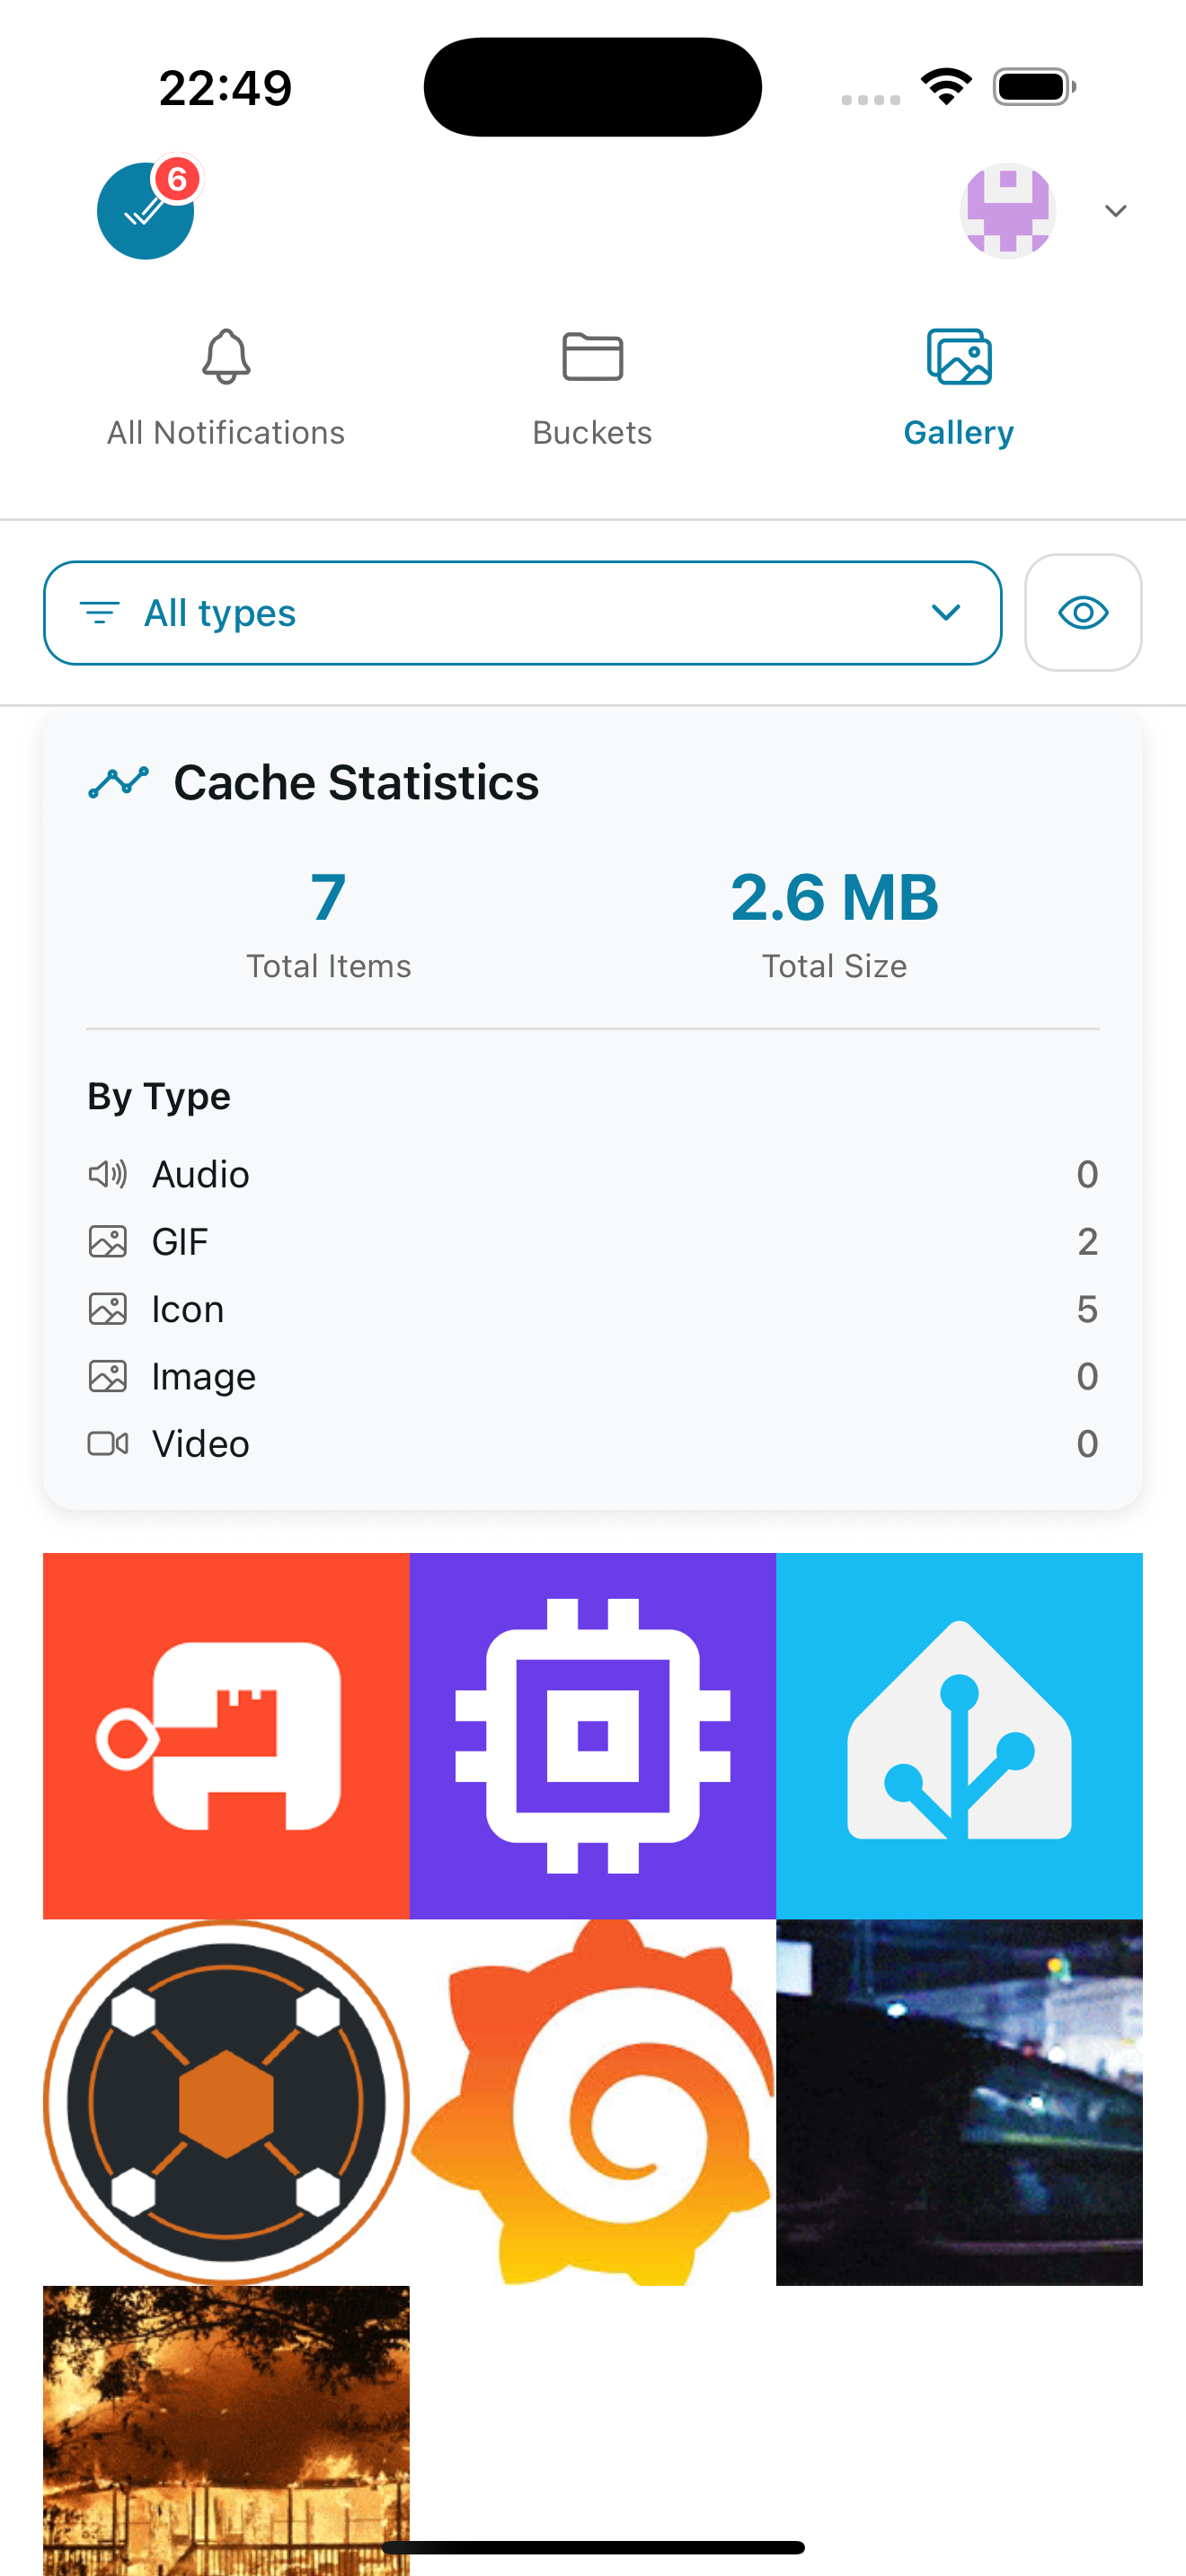 22:49
6
All Notifications
Buckets
Gallery
All types
Cache Statistics
7
2.6 MB
Total Items
Total Size
By Type
Audio 0
GIF 2
Icon 5
Image 0
Video 0